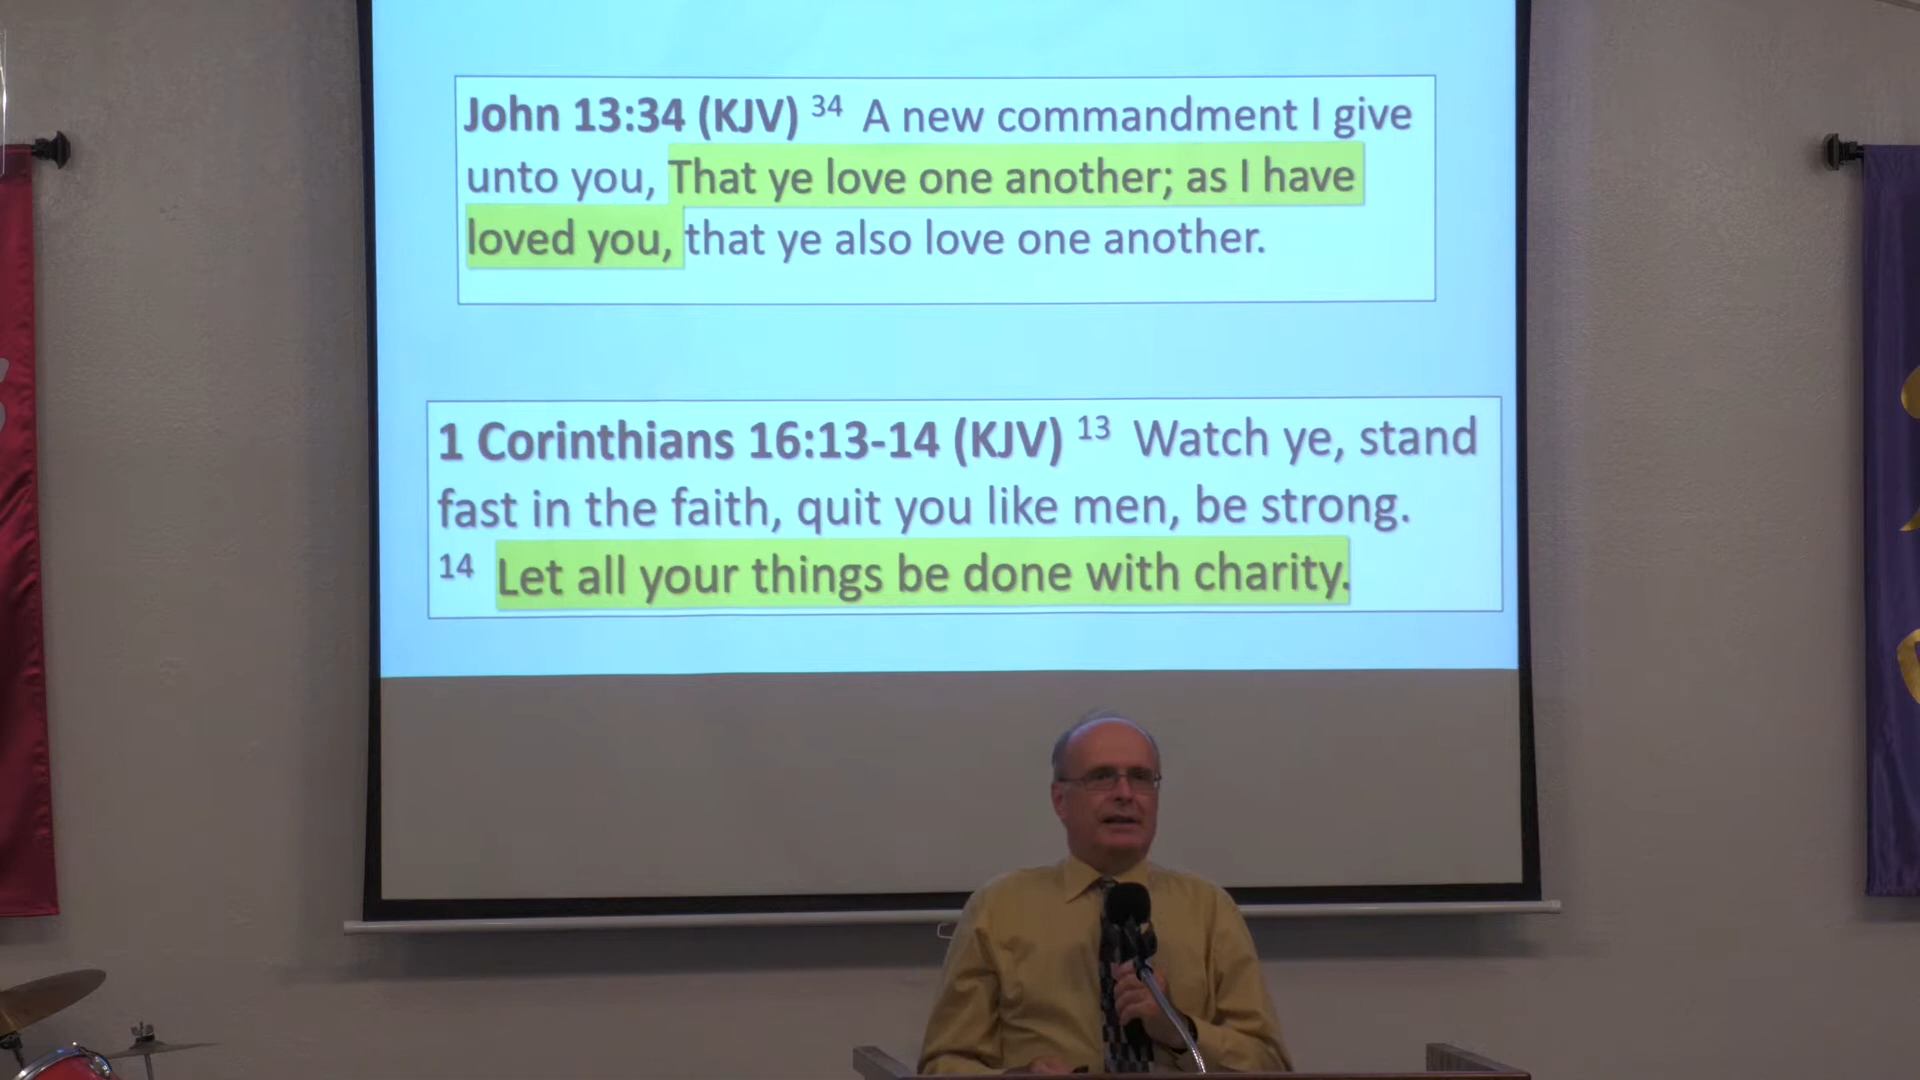 John 13:34 (KJV) 34 A new commandment I give
unto you, That ye love one another; as I have
loved you, that ye also love one another.
1 Corinthians 16:13-14 (KJV) 13 Watch ye, stand
fast in the faith, quit you like men, be strong.
14 Let all your things be done with charity.